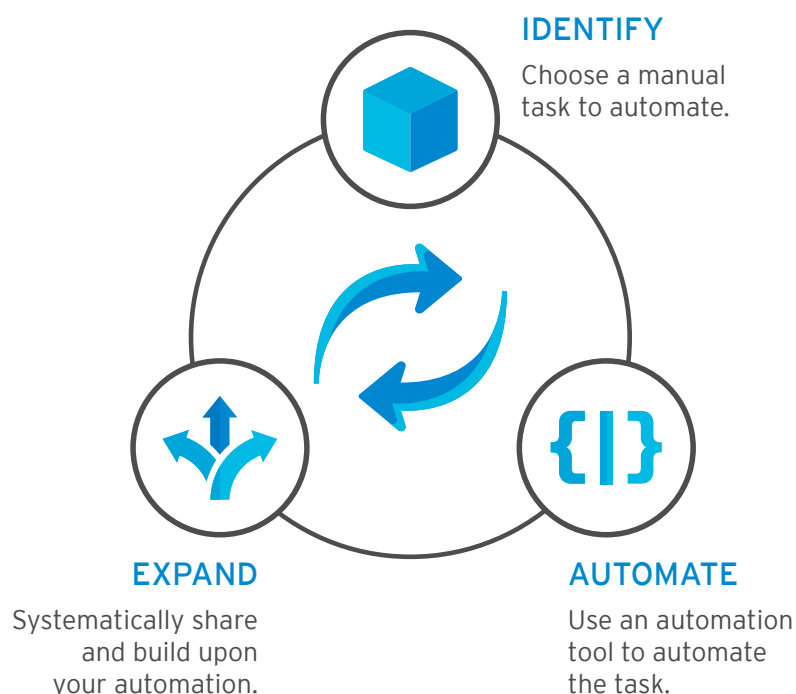 IDENTIFY
Choose a manual
task to automate.
EXPAND
Systematically share
and build upon
your automation.
AUTOMATE
Use an automation
tool to automate
the task.